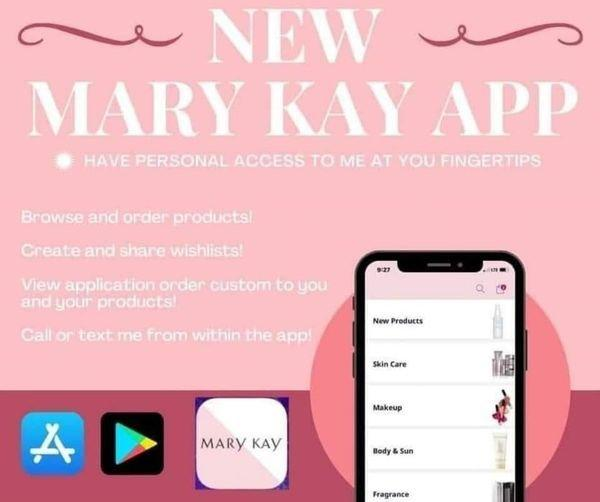 NEW
MARY KAY APP
HAVE PERSONAL ACCESS TO ME AT YOU FINGERTIPS
Browse and order products!
Create and share wishlists!
View application order custom to you
and your products!
Call or text me from within the app!
MARY KAY
9:27
LTE
New Products
Skin Care
Makeup
Body & Sun
Fragrance